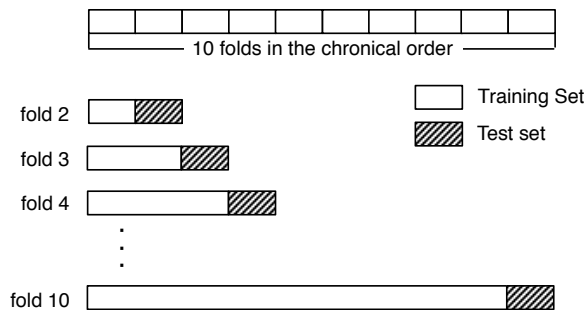 10 folds in the chronical order
fold 2
Training Set
Test set
fold 3
fold 4
fold 10